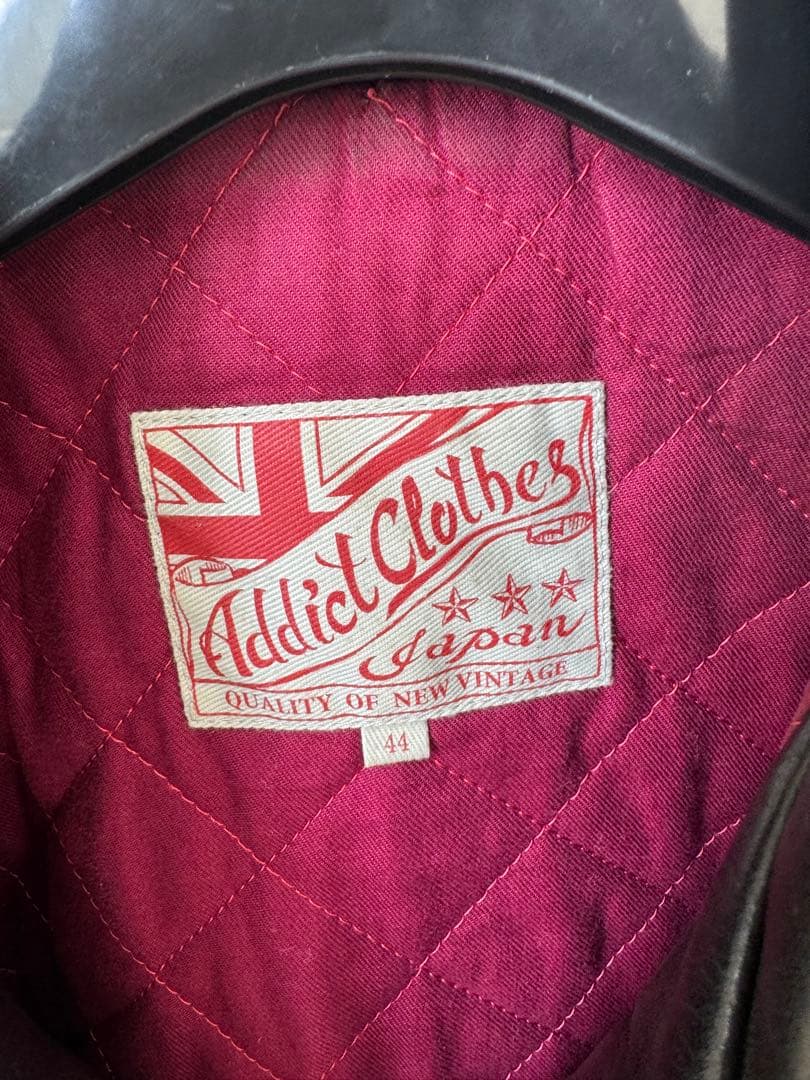 Addict Clothes
Japan
QUALITY OF NEW VINTAGE
44